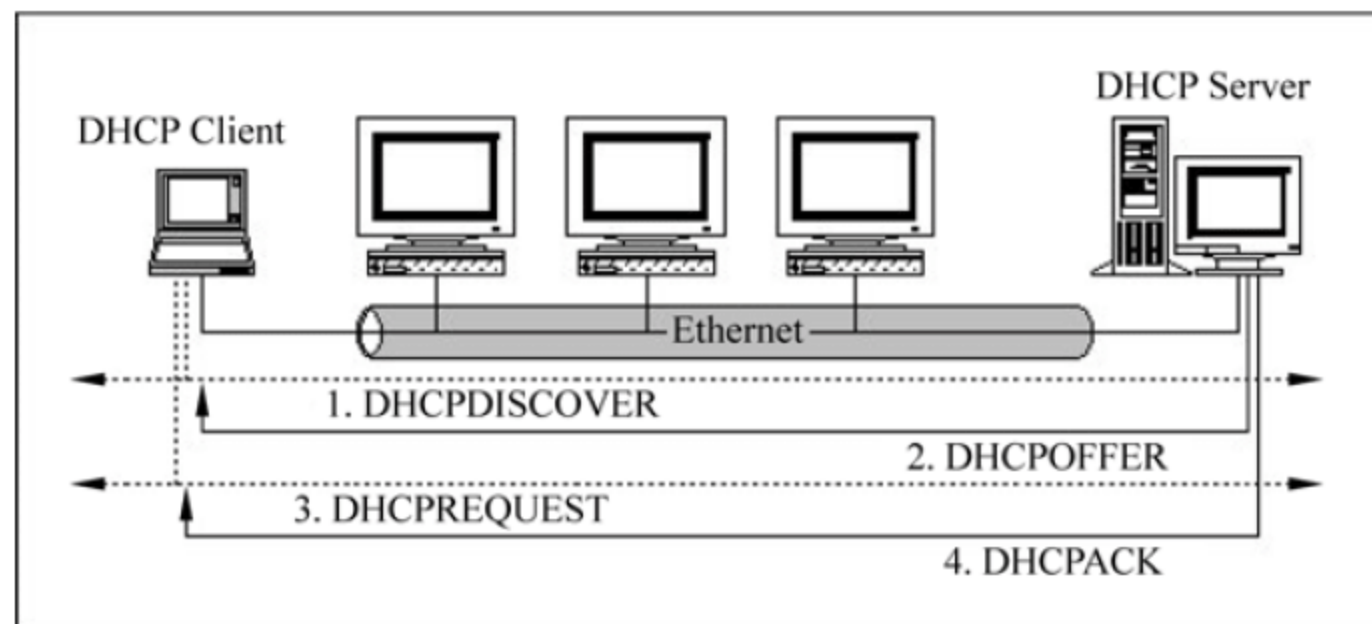 DHCP Server
DHCP Client
Ethernet
1. DHCPDISCOVER
2. DHCPOFFER
3. DHCPREQUEST
4. DHCPACK